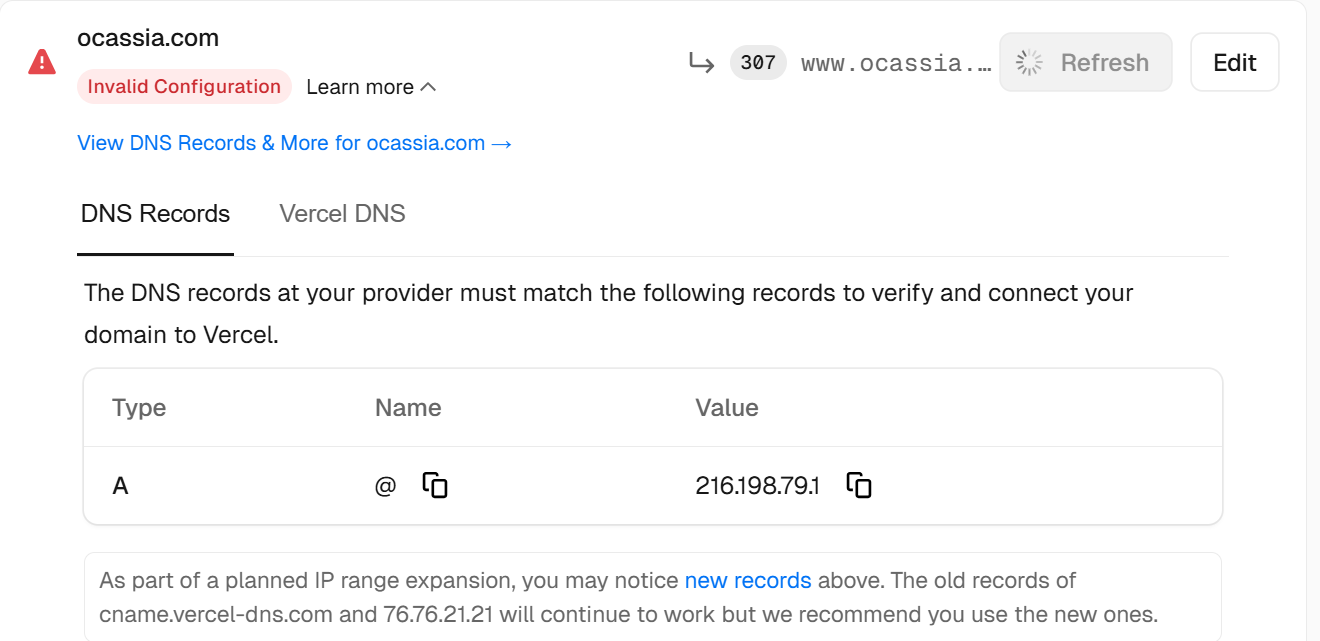 ocassia.com
Invalid Configuration Learn more
307 www.ocassia.… Refresh Edit
View DNS Records & More for ocassia.com →
DNS Records Vercel DNS
The DNS records at your provider must match the following records to verify and connect your
domain to Vercel.
Type Name Value
A @ 216.198.79.1
As part of a planned IP range expansion, you may notice new records above. The old records of
cname.vercel-dns.com and 76.76.21.21 will continue to work but we recommend you use the new ones.